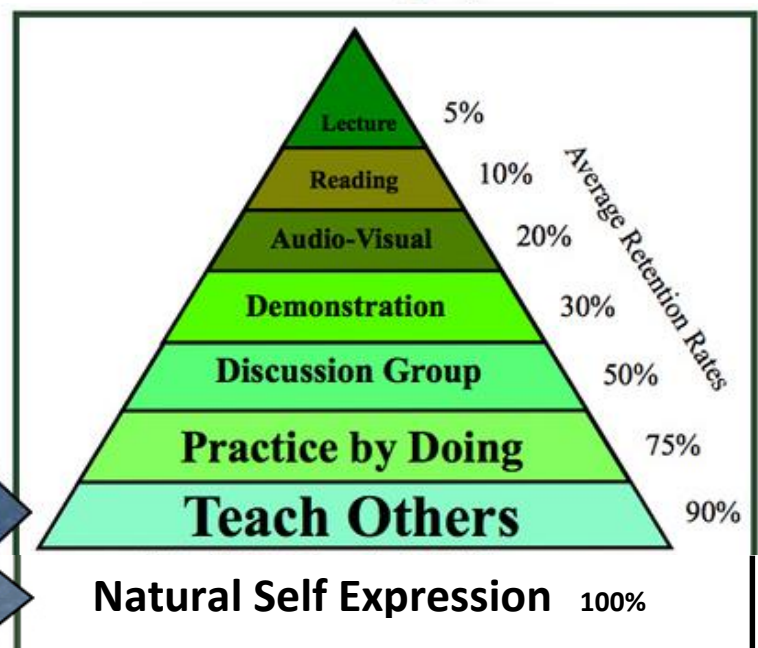 Lecture 5%
Reading 10%
Audio-Visual 20%
Demonstration 30%
Discussion Group 50%
Practice by Doing 75%
Teach Others 90%
Average Retention Rates
Natural Self Expression 100%